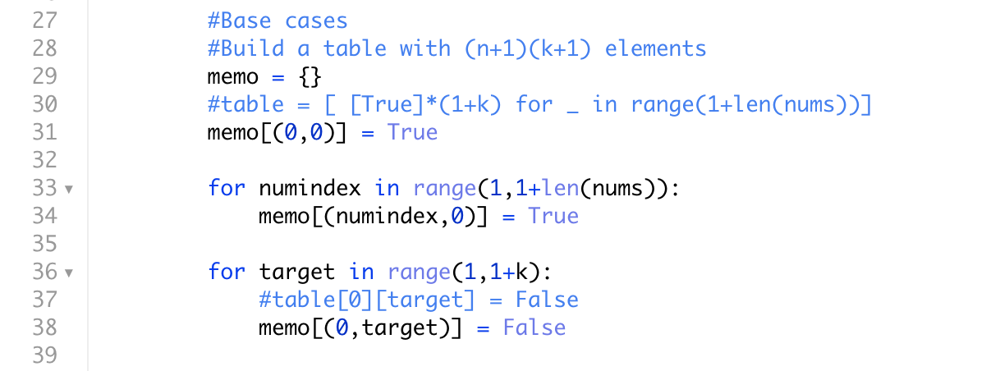 27 #Base cases
28 #Build a table with (n+1)(k+1) elements
29 memo = {}
30 #table = [ [True]*(1+k) for _ in range(1+len(nums))]
31 memo[(0,0)] = True
32
33 for numindex in range(1,1+len(nums)):
34 memo[(numindex,0)] = True
35
36 for target in range(1,1+k):
37 #table[0][target] = False
38 memo[(0,target)] = False
39